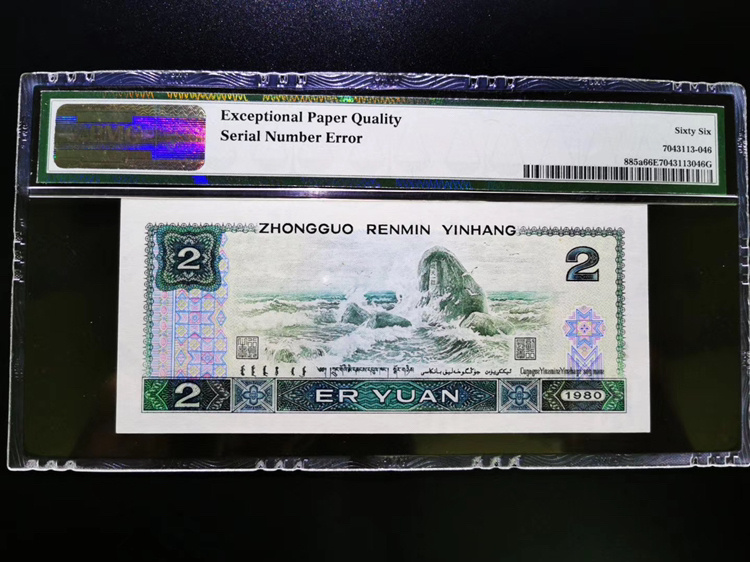 Exceptional Paper Quality
Serial Number Error
Sixty Six
7043113-046
885a66E7043113046G
ZHONGGUO RENMIN YINHANG
2
2
2
ER YUAN
1980